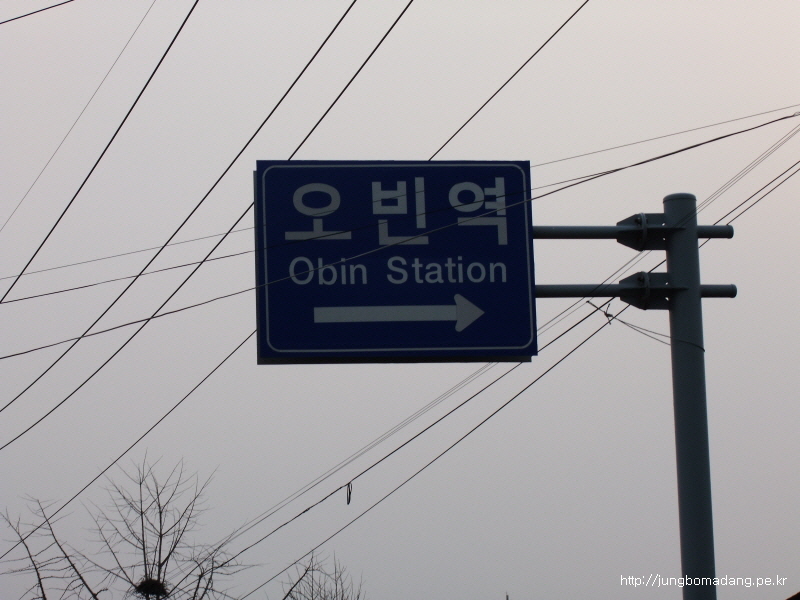 오빈역
Obin Station
http://jungbomadang.pe.kr